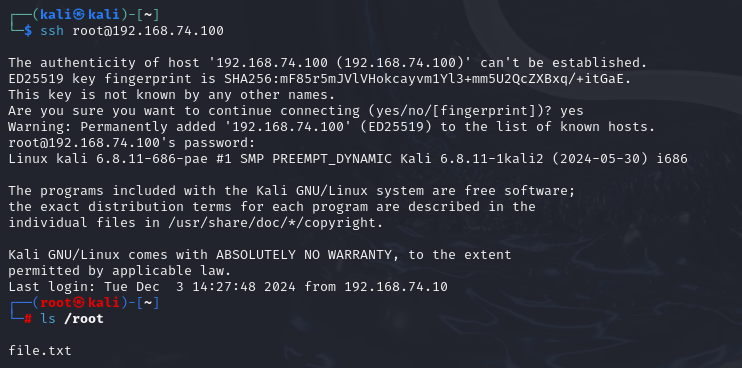 ┌──(kali㉿kali)-[~]
└─$ ssh root@192.168.74.100
The authenticity of host '192.168.74.100 (192.168.74.100)' can't be established.
ED25519 key fingerprint is SHA256:mF85r5mJVlVHokcayvm1Yl3+mm5U2QcZXBxq/+itGaE.
This key is not known by any other names.
Are you sure you want to continue connecting (yes/no/[fingerprint])? yes
Warning: Permanently added '192.168.74.100' (ED25519) to the list of known hosts.
root@192.168.74.100's password:
Linux kali 6.8.11-686-pae #1 SMP PREEMPT_DYNAMIC Kali 6.8.11-1kali2 (2024-05-30) i686
The programs included with the Kali GNU/Linux system are free software;
the exact distribution terms for each program are described in the
individual files in /usr/share/doc/*/copyright.
Kali GNU/Linux comes with ABSOLUTELY NO WARRANTY, to the extent
permitted by applicable law.
Last login: Tue Dec  3 14:27:48 2024 from 192.168.74.10
┌──(root㉿kali)-[~]
└─# ls /root
file.txt